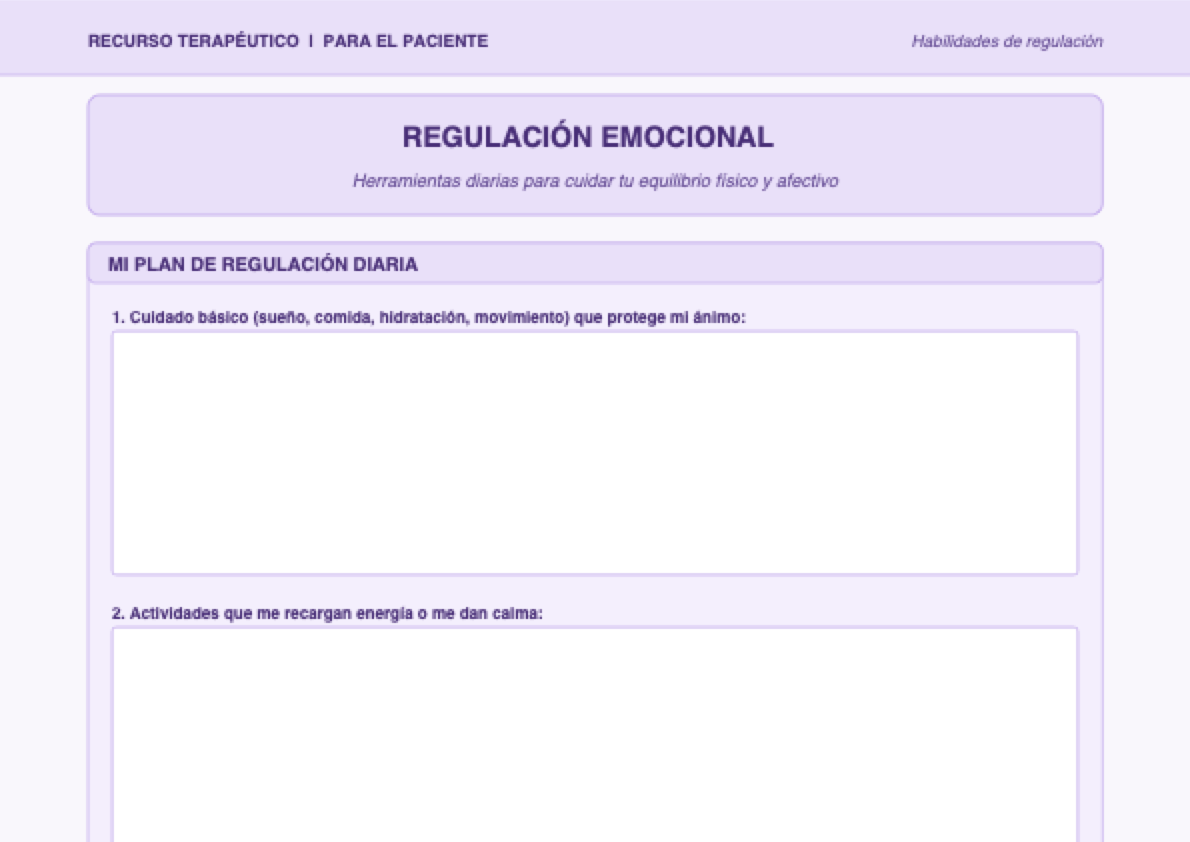 RECURSO TERAPÉUTICO | PARA EL PACIENTE
Habilidades de regulación
REGULACIÓN EMOCIONAL
Herramientas diarias para cuidar tu equilibrio físico y afectivo
MI PLAN DE REGULACIÓN DIARIA
1. Cuidado básico (sueño, comida, hidratación, movimiento) que protege mi ánimo:
2. Actividades que me recargan energía o me dan calma: